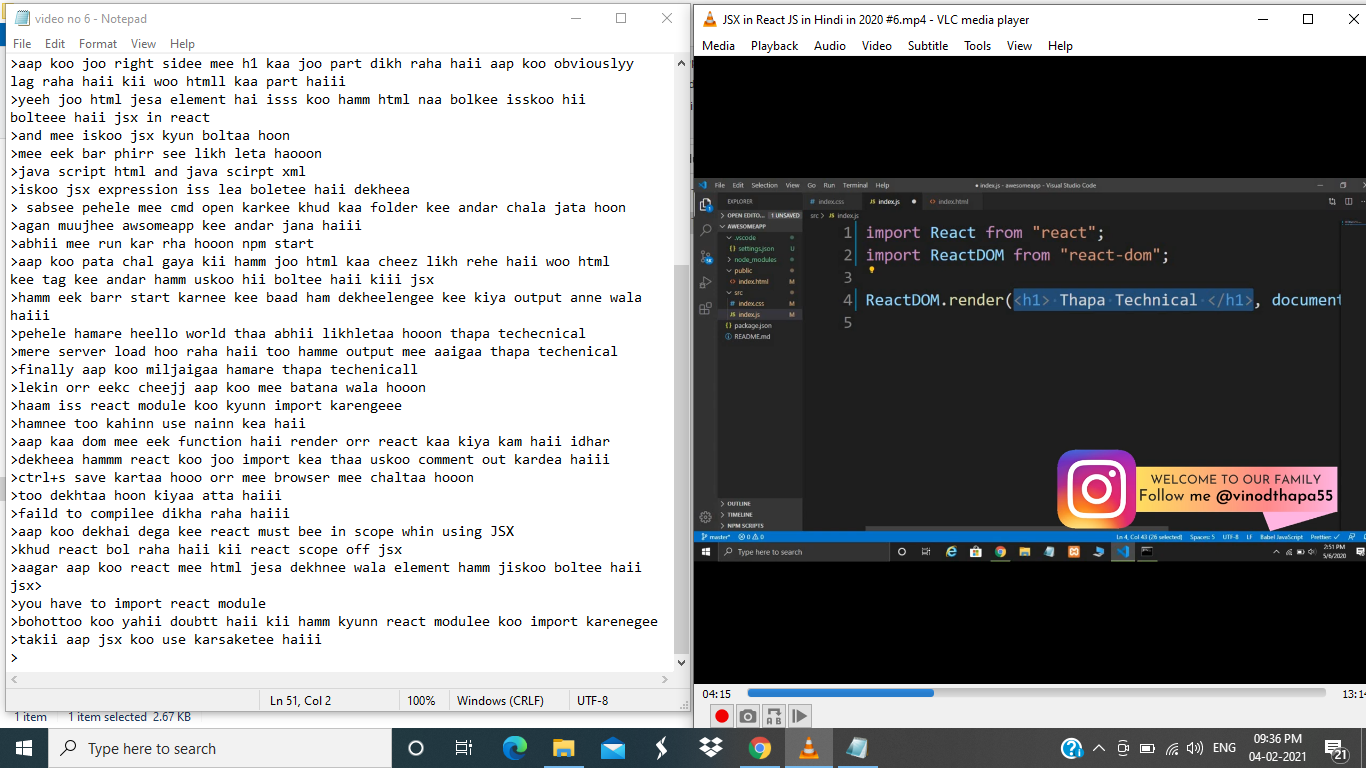 video no 6 - Notepad
File Edit Format View Help
>aap koo joo right sidee mee h1 kaa joo part dikh raha haii aap koo obviouslyy
lag raha haii kii woo htmll kaa part haiii
>yeeh joo html jesa element hai isss koo hamm html naa bolkee isskoo hii
bolteee haii jsx in react
>and mee iskoo jsx kyun boltaa hoon
>mee eek bar phirr see likh leta haooon
>java script html and java scirpt xml
>iskoo jsx expression iss lea boletee haii dekheea
> sabsee pehele mee cmd open karkee khud kaa folder kee andar chala jata hoon
>agan muujhee awsomeapp kee andar jana haiii
>abhii mee run kar rha hooon npm start
>aap koo pata chal gaya kii hamm joo html kaa cheez likh rehe haii woo html
kee tag kee andar hamm uskoo hii boltee haii kiii jsx
>hamm eek barr start karnee kee baad ham dekheelengee kee kiya output anne wala
haiii
>pehele hamare heello world thaa abhii likhletaa hooon thapa techecnical
>mere server load hoo raha haii too hamme output mee aaigaa thapa techenical
>finally aap koo miljaigaa hamare thapa techenicall
>lekin orr eekc cheejj aap koo mee batana wala hooon
>haam iss react module koo kyunn import karengeee
>hamnee too kahinn use nainn kea haii
>aap kaa dom mee eek function haii render orr react kaa kiya kam haii idhar
>dekheea hammm react koo joo import kea thaa uskoo comment out kardea haiii
>ctrl+s save kartaa hooo orr mee browser mee chaltaa hooon
>too dekhtaa hoon kiyaa atta haiii
>faild to compilee dikha raha haiii
>aap koo dekhai dega kee react must bee in scope whin using JSX
>khud react bol raha haii kii react scope off jsx
>aagar aap koo react mee html jesa dekhnee wala element hamm jiskoo boltee haii
jsx>
>you have to import react module
>bohottoo koo yahii doubtt haii kii hamm kyunn react modulee koo import karenegee
>takii aap jsx koo use karsaketee haiii
>
Ln 51, Col 2 100% Windows (CRLF) UTF-8
1 item 1 item selected 2.67 KB
JSX in React JS in Hindi in 2020 #6.mp4 - VLC media player
Media Playback Audio Video Subtitle Tools View Help
File Edit Selection View Go Run Terminal Help
● index.js - awesomeapp - Visual Studio Code
EXPLORER
OPEN EDITO... 1 UNSAVED
AWESOMEAPP
.vscode
settings.json U
node_modules
public
index.html M
src
index.css M
index.js M
package.json
README.md
OUTLINE
TIMELINE
NPM SCRIPTS
index.css index.js index.html
src > index.js
1 import React from "react";
2 import ReactDOM from "react-dom";
3
4 ReactDOM.render(<h1> Thapa Technical </h1>, document
5
WELCOME TO OUR FAMILY
Follow me @vinodthapa55
master* 0 0 Ln 4, Col 43 (26 selected) Spaces: 5 UTF-8 LF Babel JavaScript Prettier: ✓
Type here to search
2:51 PM
5/6/2020
04:15 13:14
A B
Type here to search
ENG
09:36 PM
04-02-2021
21